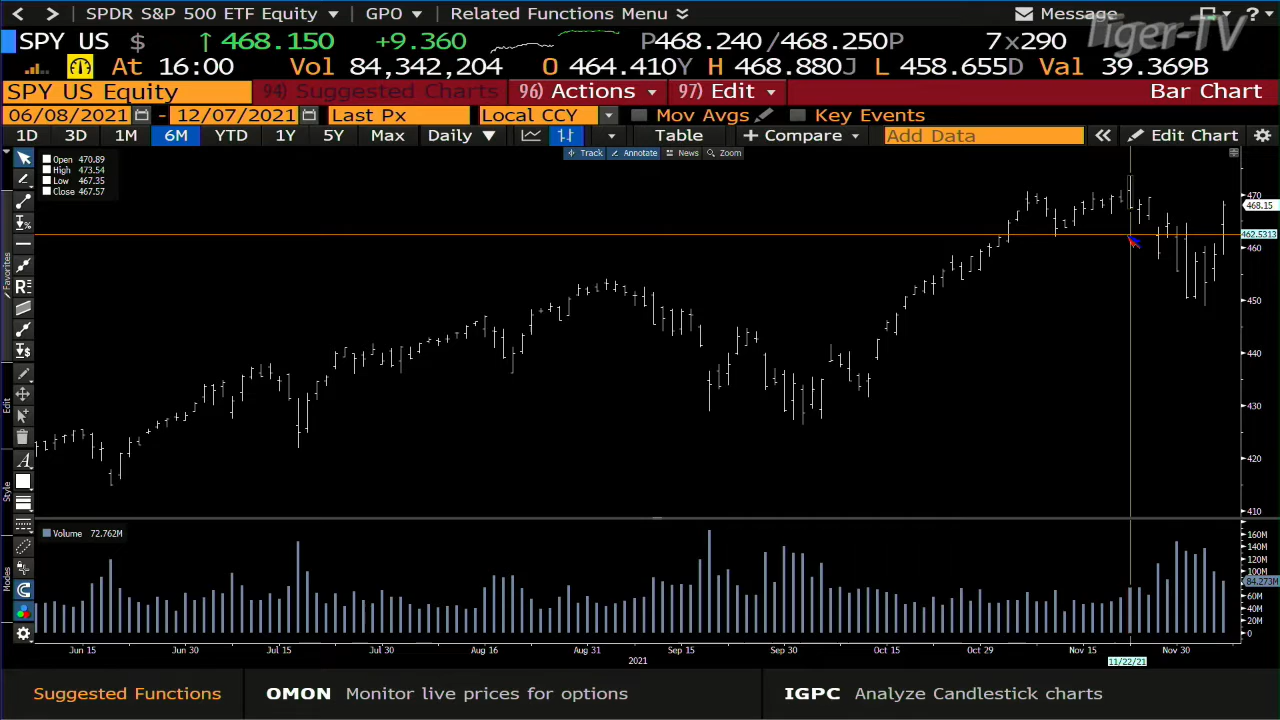 SPDR S&P 500 ETF Equity GPO Related Functions Menu Message ?
Tiger-TV
SPY US $ ↑ 468.150 +9.360 P468.240 /468.250P 7x290
At 16:00 Vol 84,342,204 O 464.410Y H 468.880J L 458.655D Val 39.369B
SPY US Equity 94) Suggested Charts 96) Actions 97) Edit Bar Chart
06/08/2021 - 12/07/2021 Last Px Local CCY Mov Avgs Key Events
1D 3D 1M 6M YTD 1Y 5Y Max Daily ▼ Table + Compare Add Data « Edit Chart
Track Annotate News Zoom
Open 470.89
High 473.54
Low 467.35
Close 467.57
470
468.15
462.5313
460
450
440
430
420
410
Favorites
Edit
Style
Modes
Volume 72.762M
160M
140M
120M
100M
84.273M
60M
40M
20M
0
Jun 15 Jun 30 Jul 15 Jul 30 Aug 16 Aug 31 Sep 15 Sep 30 Oct 15 Oct 29 Nov 15 Nov 30
2021
11/22/21
Suggested Functions OMON Monitor live prices for options IGPC Analyze Candlestick charts